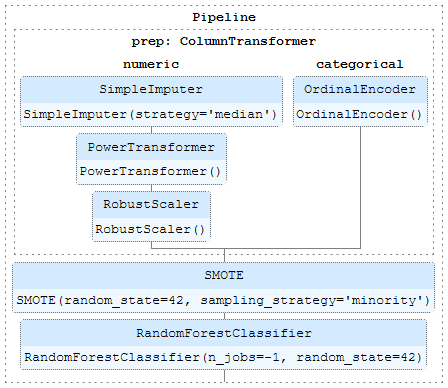 Pipeline
prep: ColumnTransformer
numeric categorical
SimpleImputer OrdinalEncoder
SimpleImputer(strategy='median') OrdinalEncoder()
PowerTransformer
PowerTransformer()
RobustScaler
RobustScaler()
SMOTE
SMOTE(random_state=42, sampling_strategy='minority')
RandomForestClassifier
RandomForestClassifier(n_jobs=-1, random_state=42)